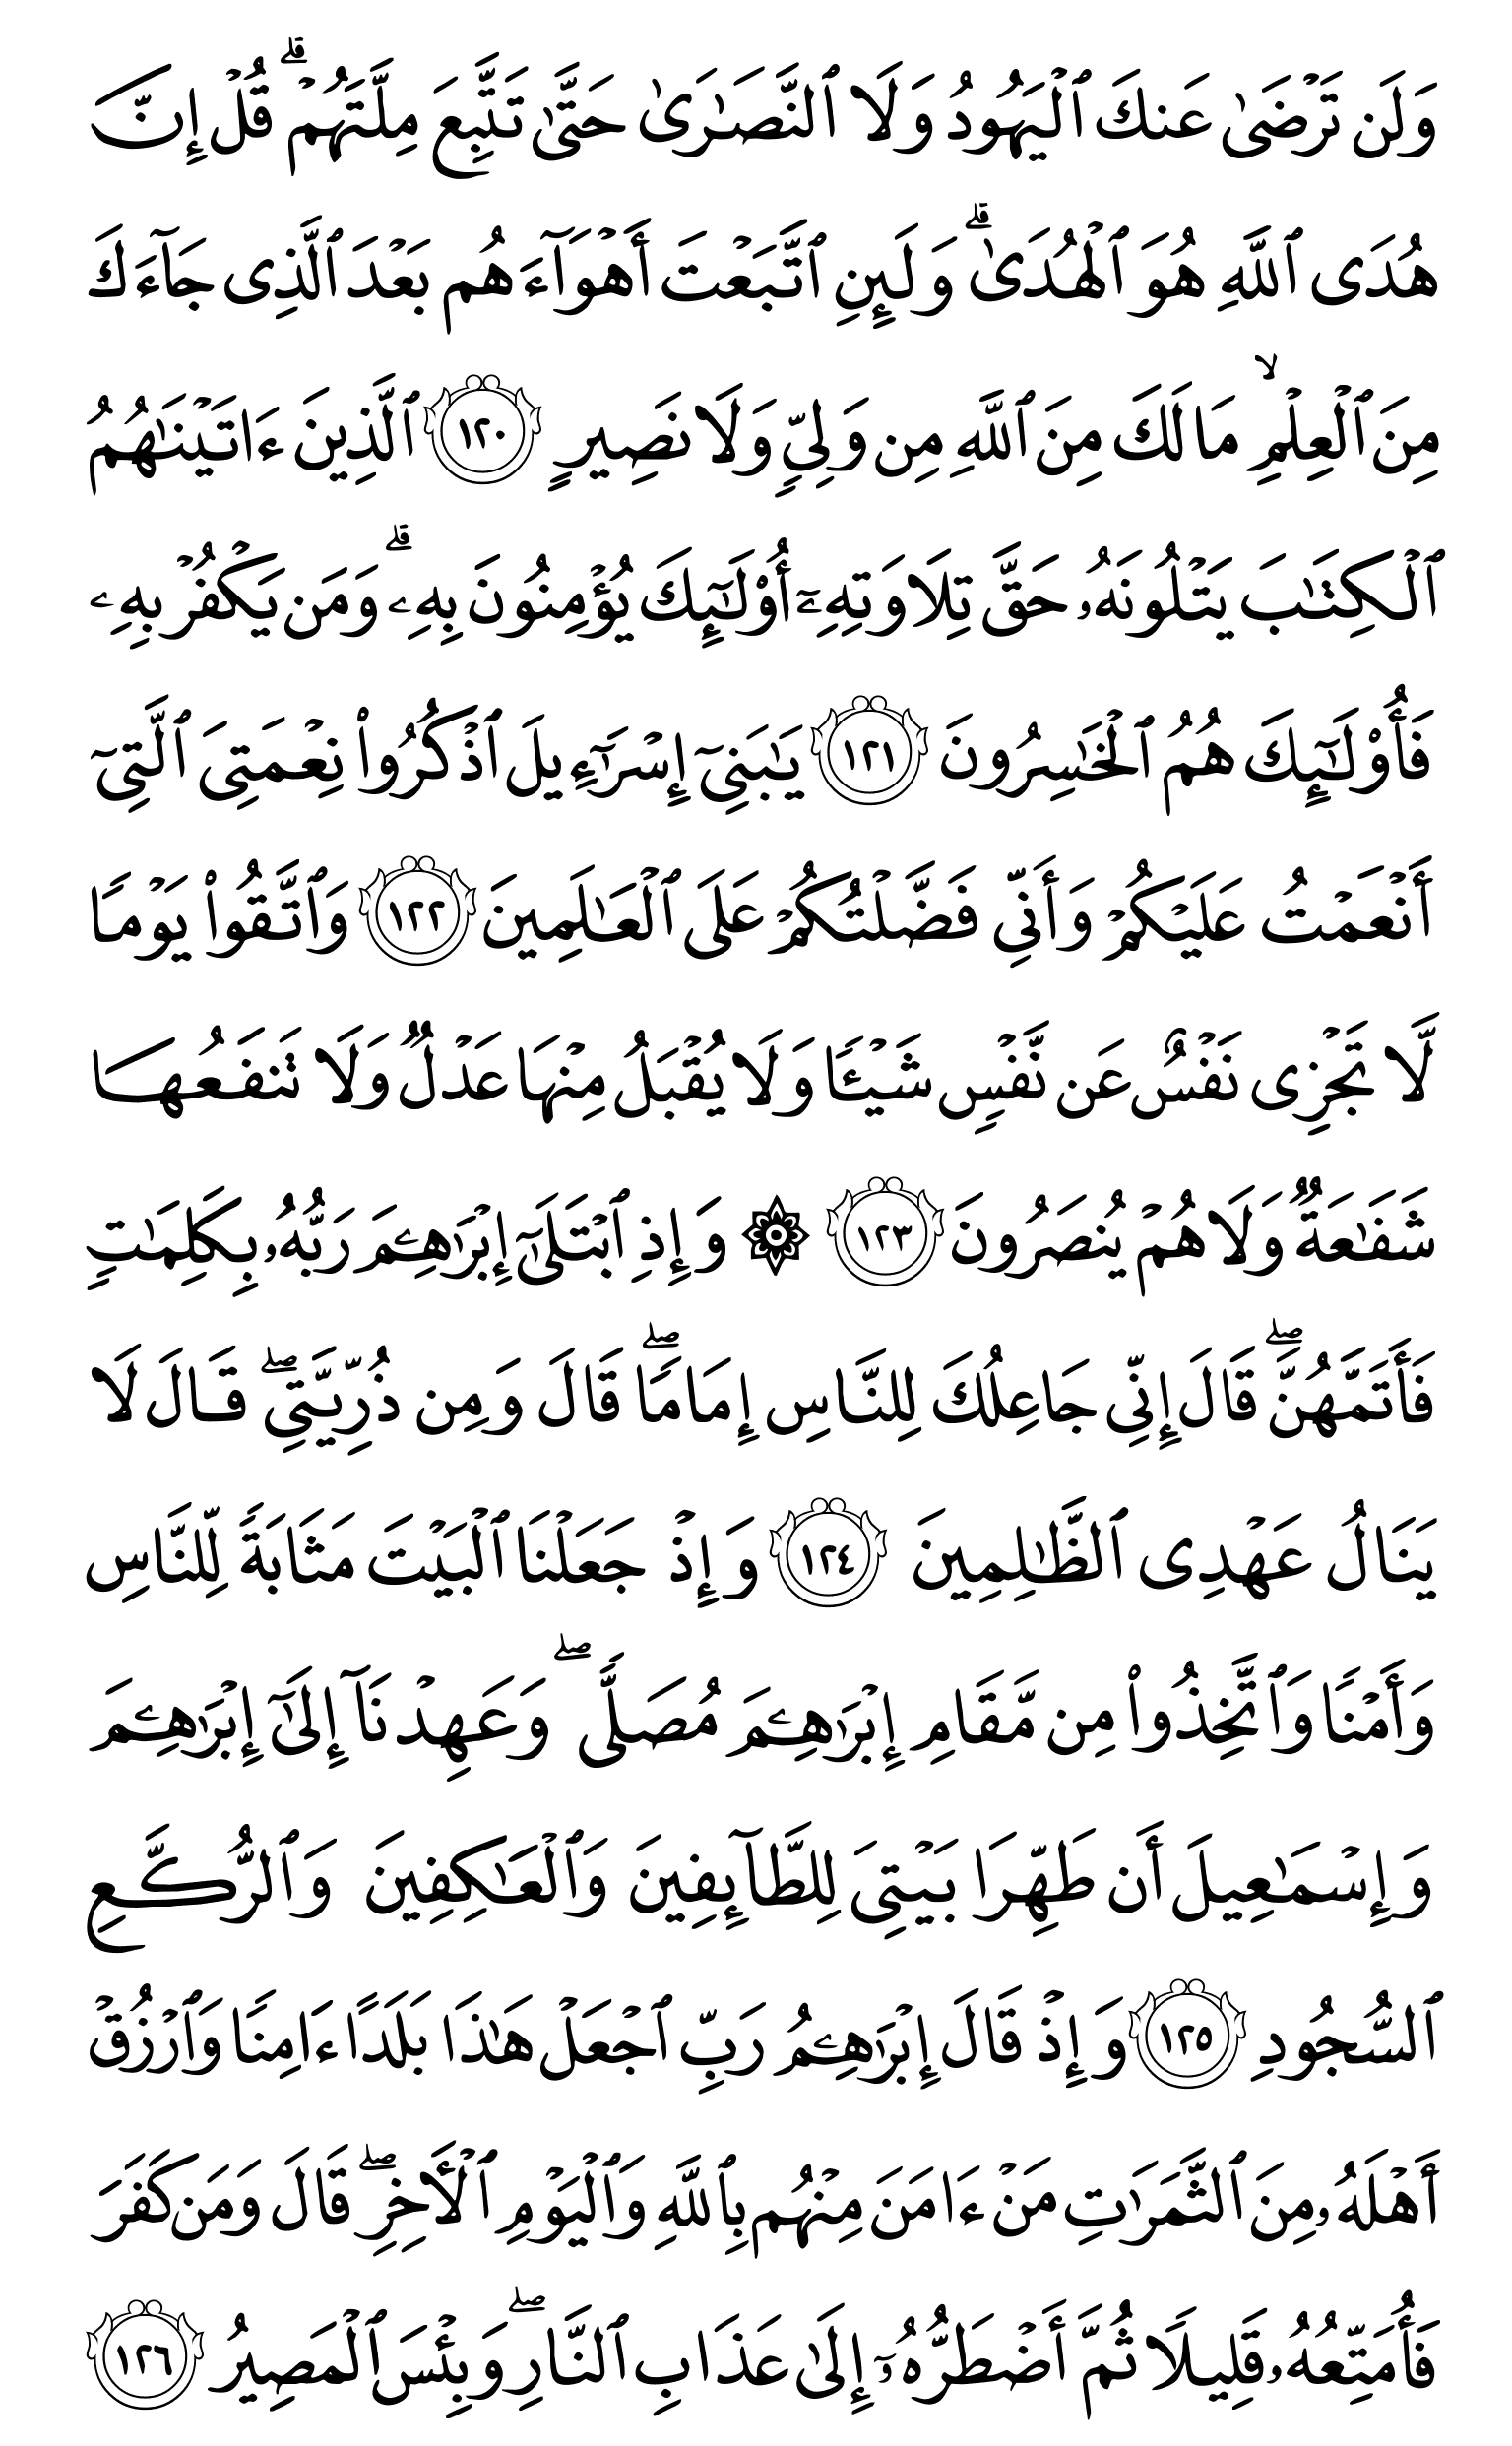 وَلَن تَرۡضَىٰ عَنكَ ٱلۡيَهُودُ وَلَا ٱلنَّصَٰرَىٰ حَتَّىٰ تَتَّبِعَ مِلَّتَهُمۡۗ قُلۡ إِنَّ
هُدَى ٱللَّهِ هُوَ ٱلۡهُدَىٰۗ وَلَئِنِ ٱتَّبَعۡتَ أَهۡوَآءَهُم بَعۡدَ ٱلَّذِي جَآءَكَ
مِنَ ٱلۡعِلۡمِۙ مَا لَكَ مِنَ ٱللَّهِ مِن وَلِيّٖ وَلَا نَصِيرٍ ١٢٠ ٱلَّذِينَ ءَاتَيۡنَٰهُمُ
ٱلۡكِتَٰبَ يَتۡلُونَهُۥ حَقَّ تِلَاوَتِهِۦٓ أُوْلَٰٓئِكَ يُؤۡمِنُونَ بِهِۦۗ وَمَن يَكۡفُرۡ بِهِۦ
فَأُوْلَٰٓئِكَ هُمُ ٱلۡخَٰسِرُونَ ١٢١ يَٰبَنِيٓ إِسۡرَٰٓءِيلَ ٱذۡكُرُواْ نِعۡمَتِيَ ٱلَّتِيٓ
أَنۡعَمۡتُ عَلَيۡكُمۡ وَأَنِّي فَضَّلۡتُكُمۡ عَلَى ٱلۡعَٰلَمِينَ ١٢٢ وَٱتَّقُواْ يَوۡمٗا
لَّا تَجۡزِي نَفۡسٌ عَن نَّفۡسٖ شَيۡـٔٗا وَلَا يُقۡبَلُ مِنۡهَا عَدۡلٞ وَلَا تَنفَعُهَا
شَفَٰعَةٞ وَلَا هُمۡ يُنصَرُونَ ١٢٣ ۞ وَإِذِ ٱبۡتَلَىٰٓ إِبۡرَٰهِـۧمَ رَبُّهُۥ بِكَلِمَٰتٖ
فَأَتَمَّهُنَّۖ قَالَ إِنِّي جَاعِلُكَ لِلنَّاسِ إِمَامٗاۖ قَالَ وَمِن ذُرِّيَّتِيۖ قَالَ لَا
يَنَالُ عَهۡدِي ٱلظَّٰلِمِينَ ١٢٤ وَإِذۡ جَعَلۡنَا ٱلۡبَيۡتَ مَثَابَةٗ لِّلنَّاسِ
وَأَمۡنٗا وَٱتَّخِذُواْ مِن مَّقَامِ إِبۡرَٰهِـۧمَ مُصَلّٗىۖ وَعَهِدۡنَآ إِلَىٰٓ إِبۡرَٰهِـۧمَ
وَإِسۡمَٰعِيلَ أَن طَهِّرَا بَيۡتِيَ لِلطَّآئِفِينَ وَٱلۡعَٰكِفِينَ وَٱلرُّكَّعِ
ٱلسُّجُودِ ١٢٥ وَإِذۡ قَالَ إِبۡرَٰهِـۧمُ رَبِّ ٱجۡعَلۡ هَٰذَا بَلَدًا ءَامِنٗا وَٱرۡزُقۡ
أَهۡلَهُۥ مِنَ ٱلثَّمَرَٰتِ مَنۡ ءَامَنَ مِنۡهُم بِٱللَّهِ وَٱلۡيَوۡمِ ٱلۡأٓخِرِۖ قَالَ وَمَن كَفَرَ
فَأُمَتِّعُهُۥ قَلِيلٗا ثُمَّ أَضۡطَرُّهُۥٓ إِلَىٰ عَذَابِ ٱلنَّارِۖ وَبِئۡسَ ٱلۡمَصِيرُ ١٢٦